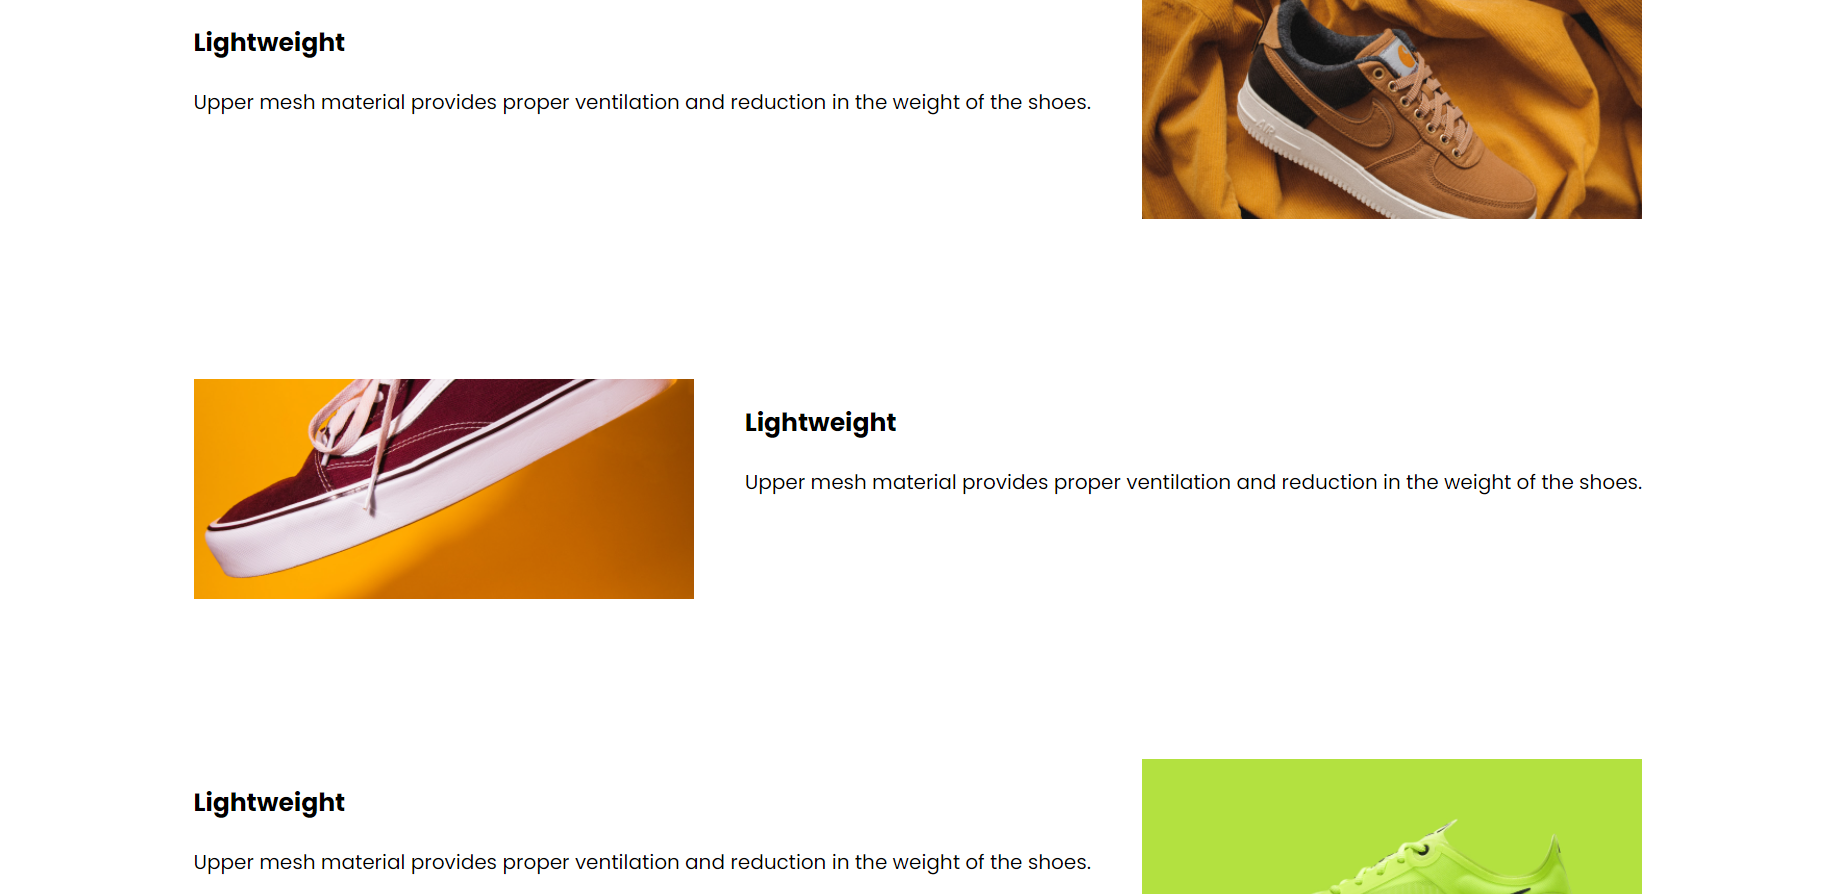 Lightweight
Upper mesh material provides proper ventilation and reduction in the weight of the shoes.
Lightweight
Upper mesh material provides proper ventilation and reduction in the weight of the shoes.
Lightweight
Upper mesh material provides proper ventilation and reduction in the weight of the shoes.